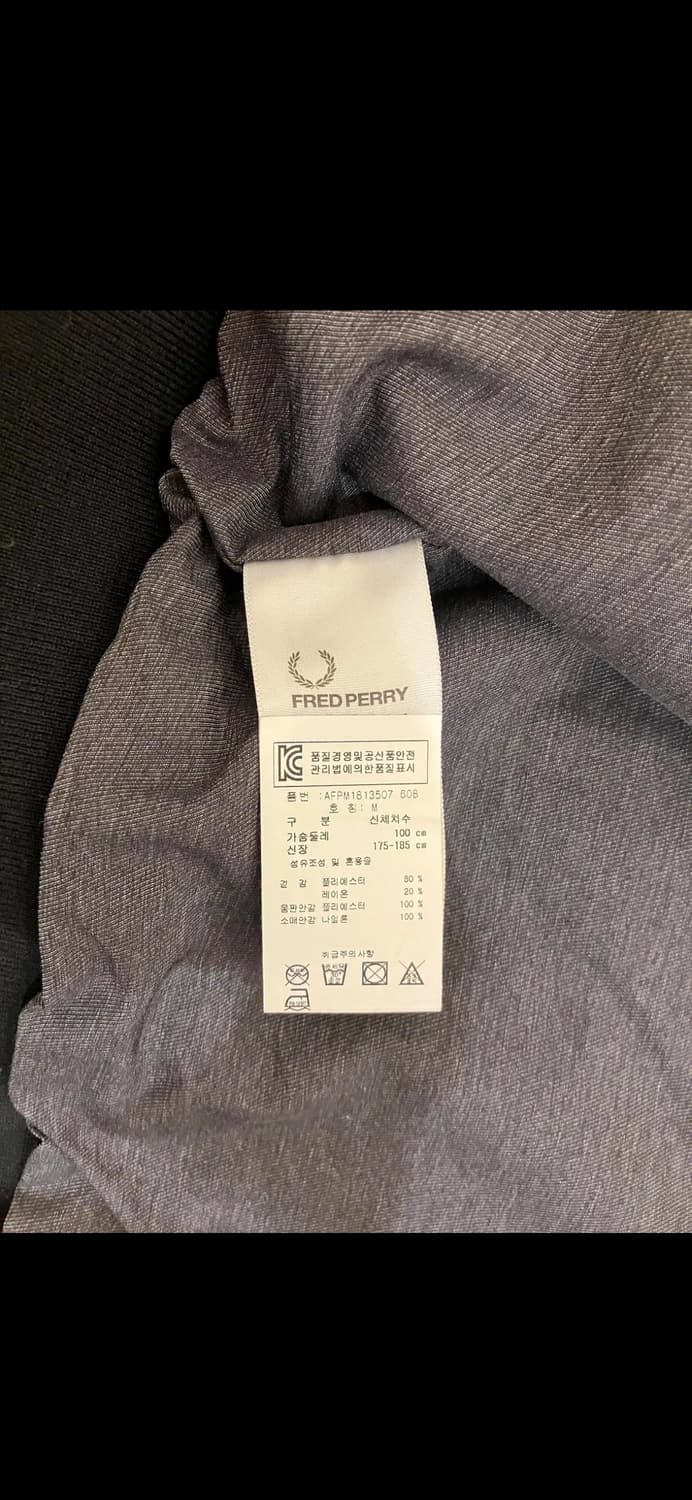 FRED PERRY
품질경영및공산품안전
관리법에의한품질표시
품번 :AFPM1813507 608
호 칭: M
구 분 신체치수
가슴둘레 100 cm
신장 175-185 cm
섬유조성 및 혼용율
겉 감 폴리에스터 80 %
레이온 20 %
몸판안감 폴리에스터 100 %
소매안감 나일론 100 %
취급주의사항